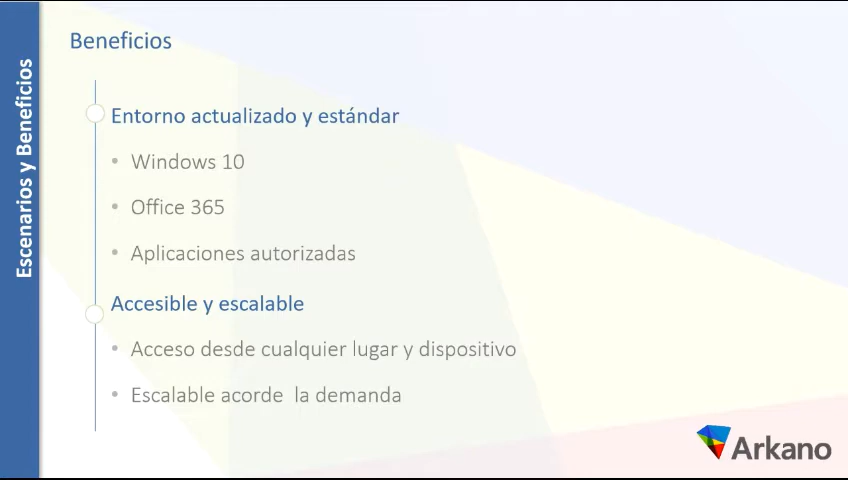 Escenarios y Beneficios
Beneficios
Entorno actualizado y estándar
• Windows 10
• Office 365
• Aplicaciones autorizadas
Accesible y escalable
• Acceso desde cualquier lugar y dispositivo
• Escalable acorde  la demanda
Arkano